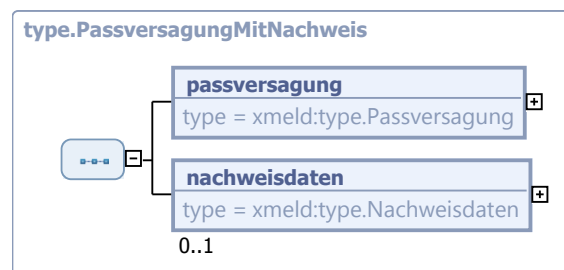 type.PassversagungMitNachweis
passversagung
type = xmeld:type.Passversagung
nachweisdaten
type = xmeld:type.Nachweisdaten
0..1